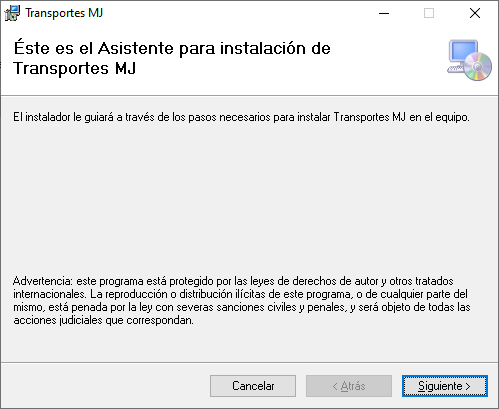 Transportes MJ
Éste es el Asistente para instalación de
Transportes MJ
El instalador le guiará a través de los pasos necesarios para instalar Transportes MJ en el equipo.
Advertencia: este programa está protegido por las leyes de derechos de autor y otros tratados
internacionales. La reproducción o distribución ilícitas de este programa, o de cualquier parte del
mismo, está penada por la ley con severas sanciones civiles y penales, y será objeto de todas las
acciones judiciales que correspondan.
Cancelar
< Atrás
Siguiente >